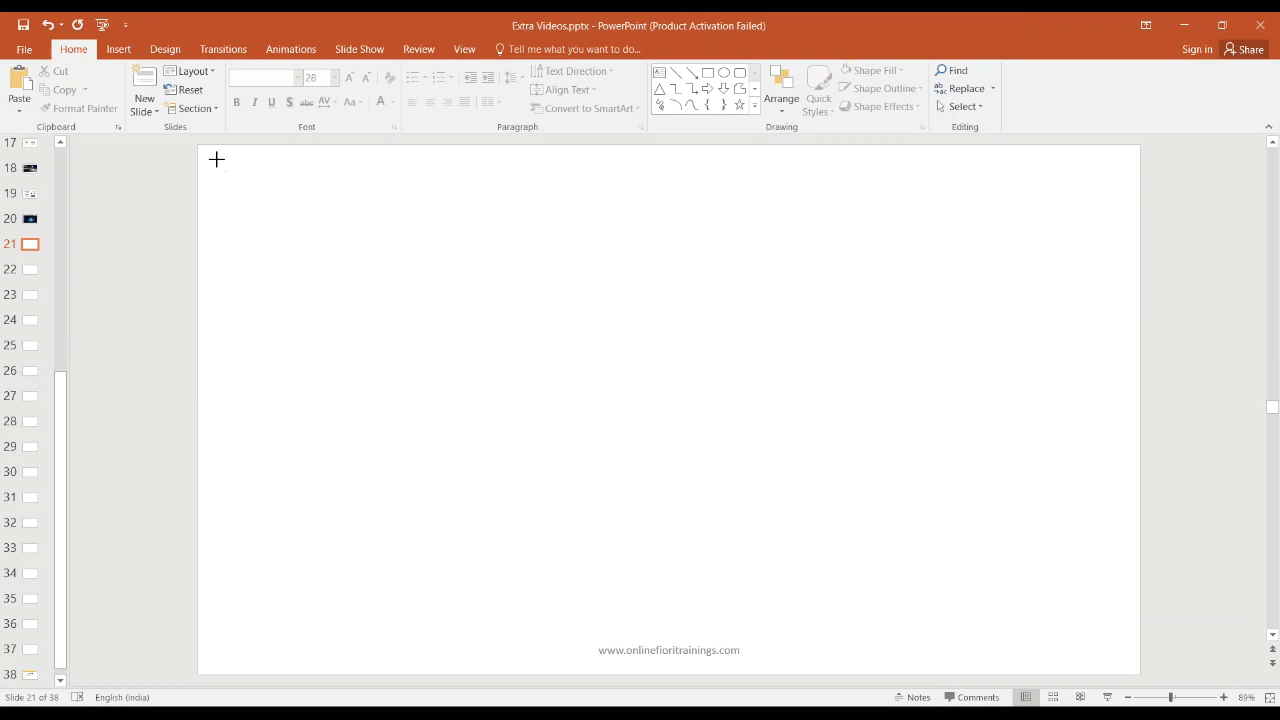 Extra Videos.pptx - PowerPoint (Product Activation Failed)
File Home Insert Design Transitions Animations Slide Show Review View Tell me what you want to do... Sign in Share
Paste Cut Copy Format Painter Clipboard
New Slide Layout Reset Section Slides
28 B I U S abc AV Aa A Font
Text Direction Align Text Convert to SmartArt Paragraph
Arrange Quick Styles Shape Fill Shape Outline Shape Effects Drawing
Find Replace Select Editing
17
18
19
20
21
22
23
24
25
26
27
28
29
30
31
32
33
34
35
36
37
38
www.onlinefioritrainings.com
Slide 21 of 38 English (India) Notes Comments 89%